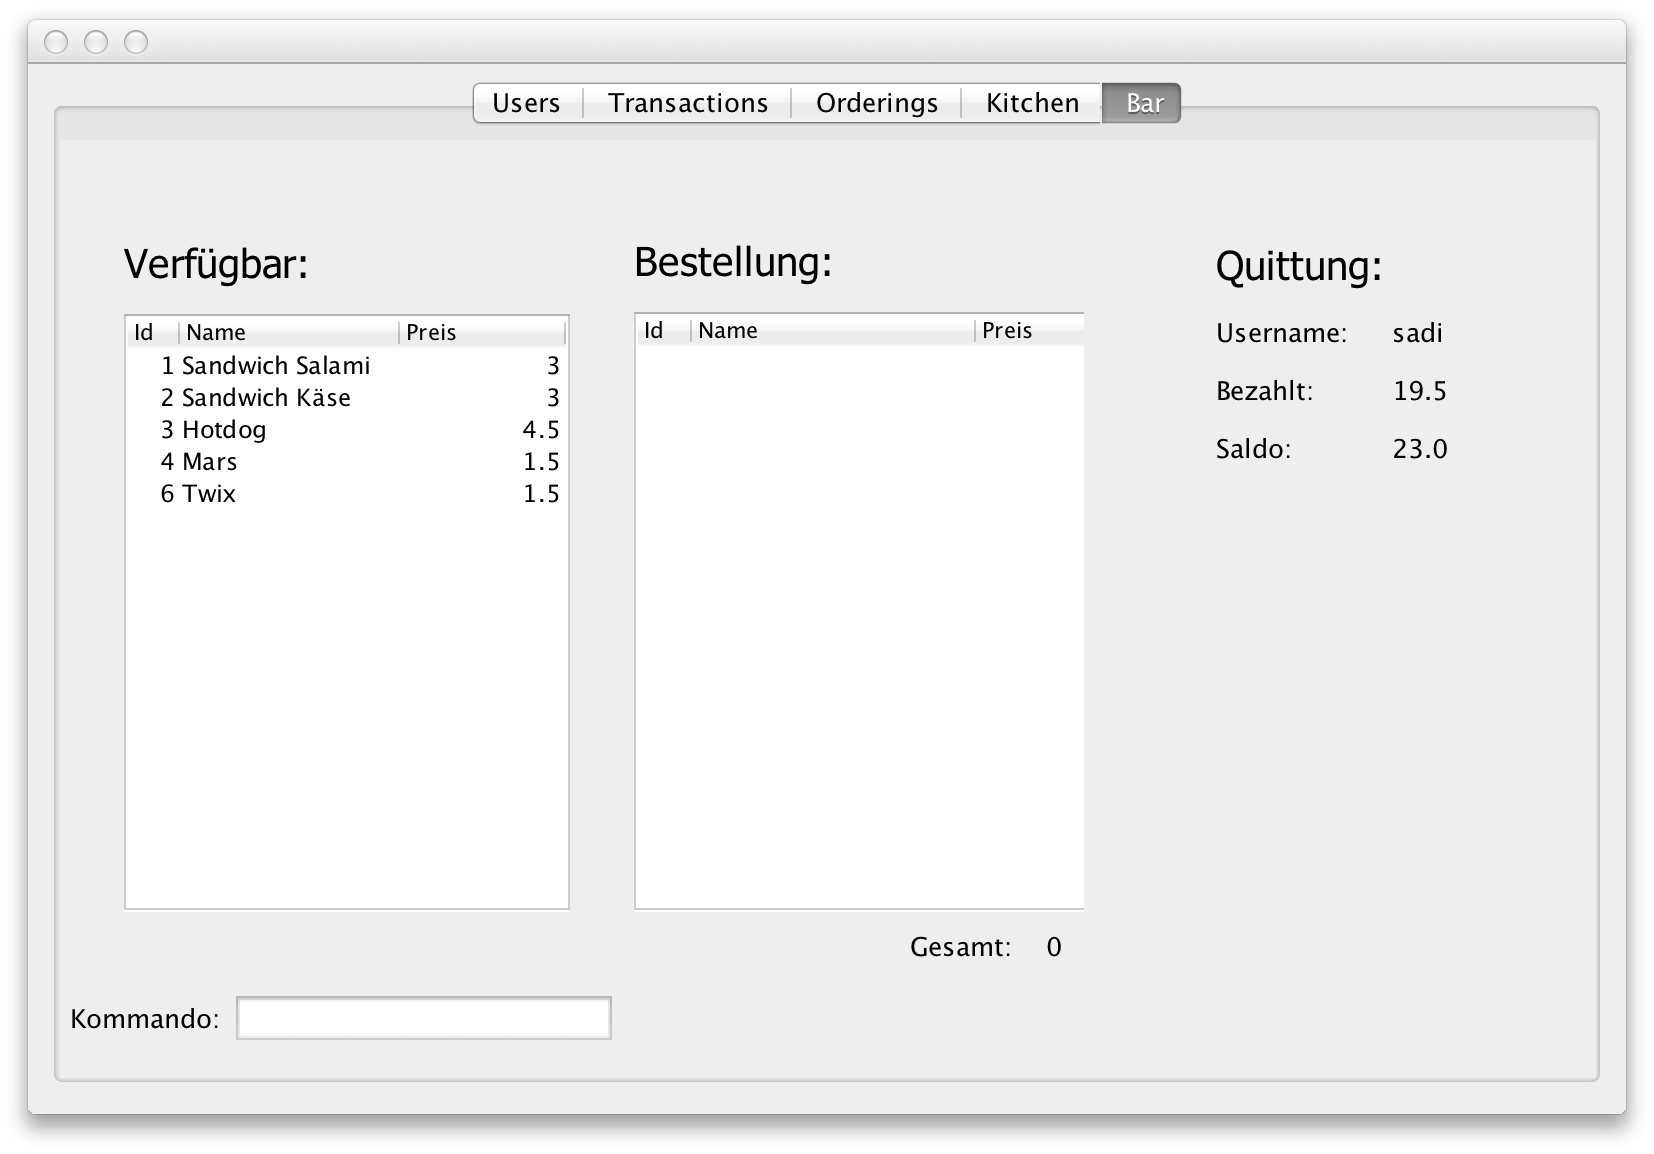 Users Transactions Orderings Kitchen Bar
Verfügbar:
Id Name Preis
1 Sandwich Salami 3
2 Sandwich Käse 3
3 Hotdog 4.5
4 Mars 1.5
6 Twix 1.5
Bestellung:
Id Name Preis
Gesamt: 0
Quittung:
Username: sadi
Bezahlt: 19.5
Saldo: 23.0
Kommando: